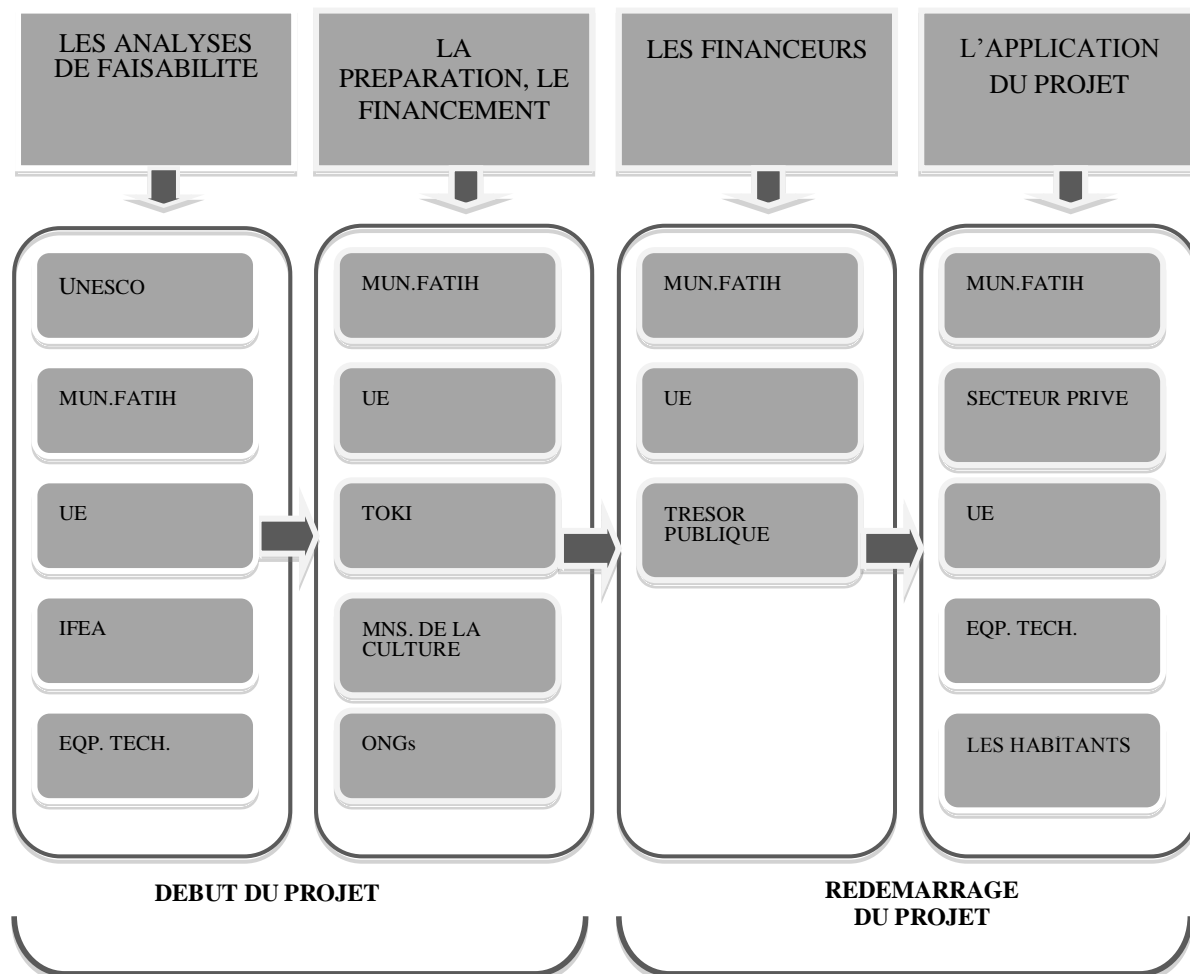 LES ANALYSES
DE FAISABILITE
LA
PREPARATION, LE
FINANCEMENT
LES FINANCEURS
L’APPLICATION
DU PROJET
UNESCO
MUN.FATIH
UE
IFEA
EQP. TECH.
MUN.FATIH
UE
TOKI
MNS. DE LA
CULTURE
ONGs
MUN.FATIH
UE
TRESOR
PUBLIQUE
MUN.FATIH
SECTEUR PRIVE
UE
EQP. TECH.
LES HABİTANTS
DEBUT DU PROJET
REDEMARRAGE
DU PROJET